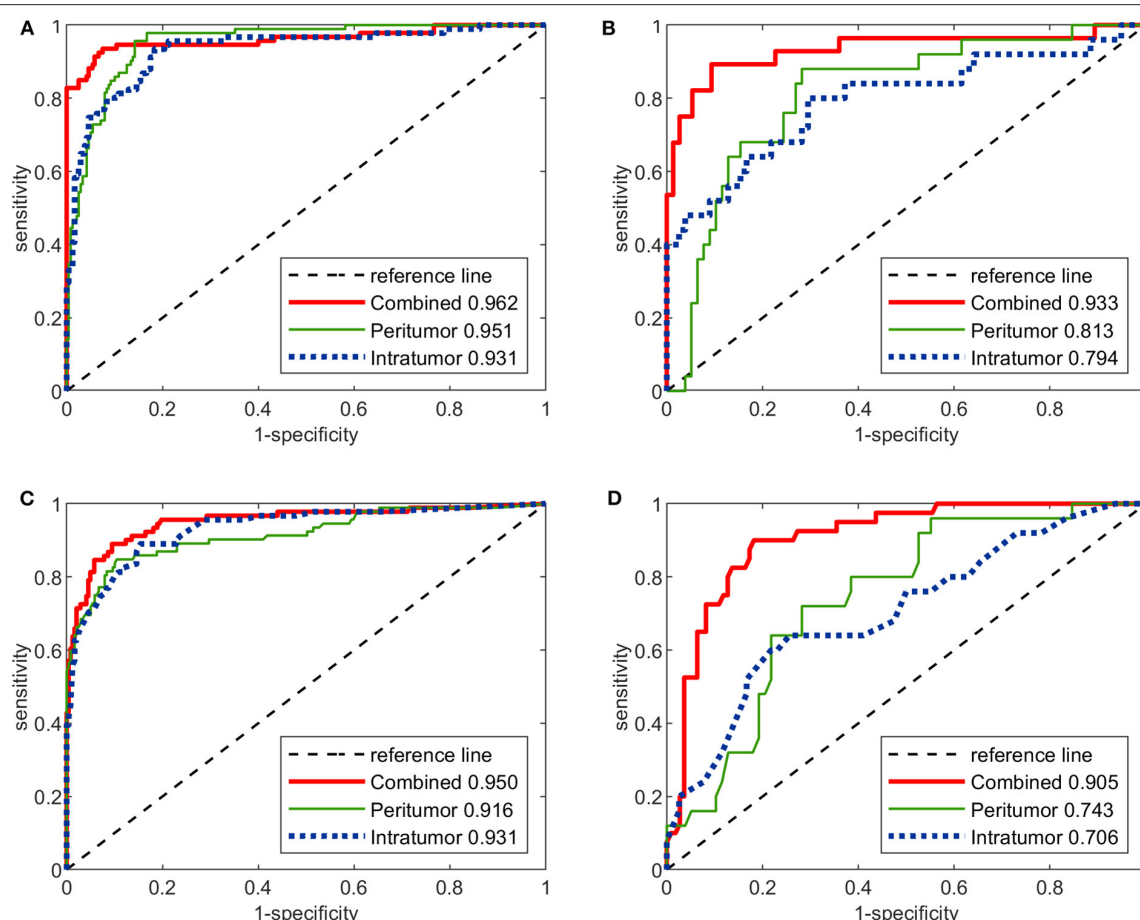 A
sensitivity
1
0.8
0.6
0.4
0.2
0
0 0.2 0.4 0.6 0.8 1
1-specificity
reference line
Combined 0.962
Peritumor 0.951
Intratumor 0.931
B
sensitivity
1
0.8
0.6
0.4
0.2
0
0 0.2 0.4 0.6 0.8
1-specificity
reference line
Combined 0.933
Peritumor 0.813
Intratumor 0.794
C
sensitivity
1
0.8
0.6
0.4
0.2
0
0 0.2 0.4 0.6 0.8 1
1-specificity
reference line
Combined 0.950
Peritumor 0.916
Intratumor 0.931
D
sensitivity
1
0.8
0.6
0.4
0.2
0
0 0.2 0.4 0.6 0.8
1-specificity
reference line
Combined 0.905
Peritumor 0.743
Intratumor 0.706